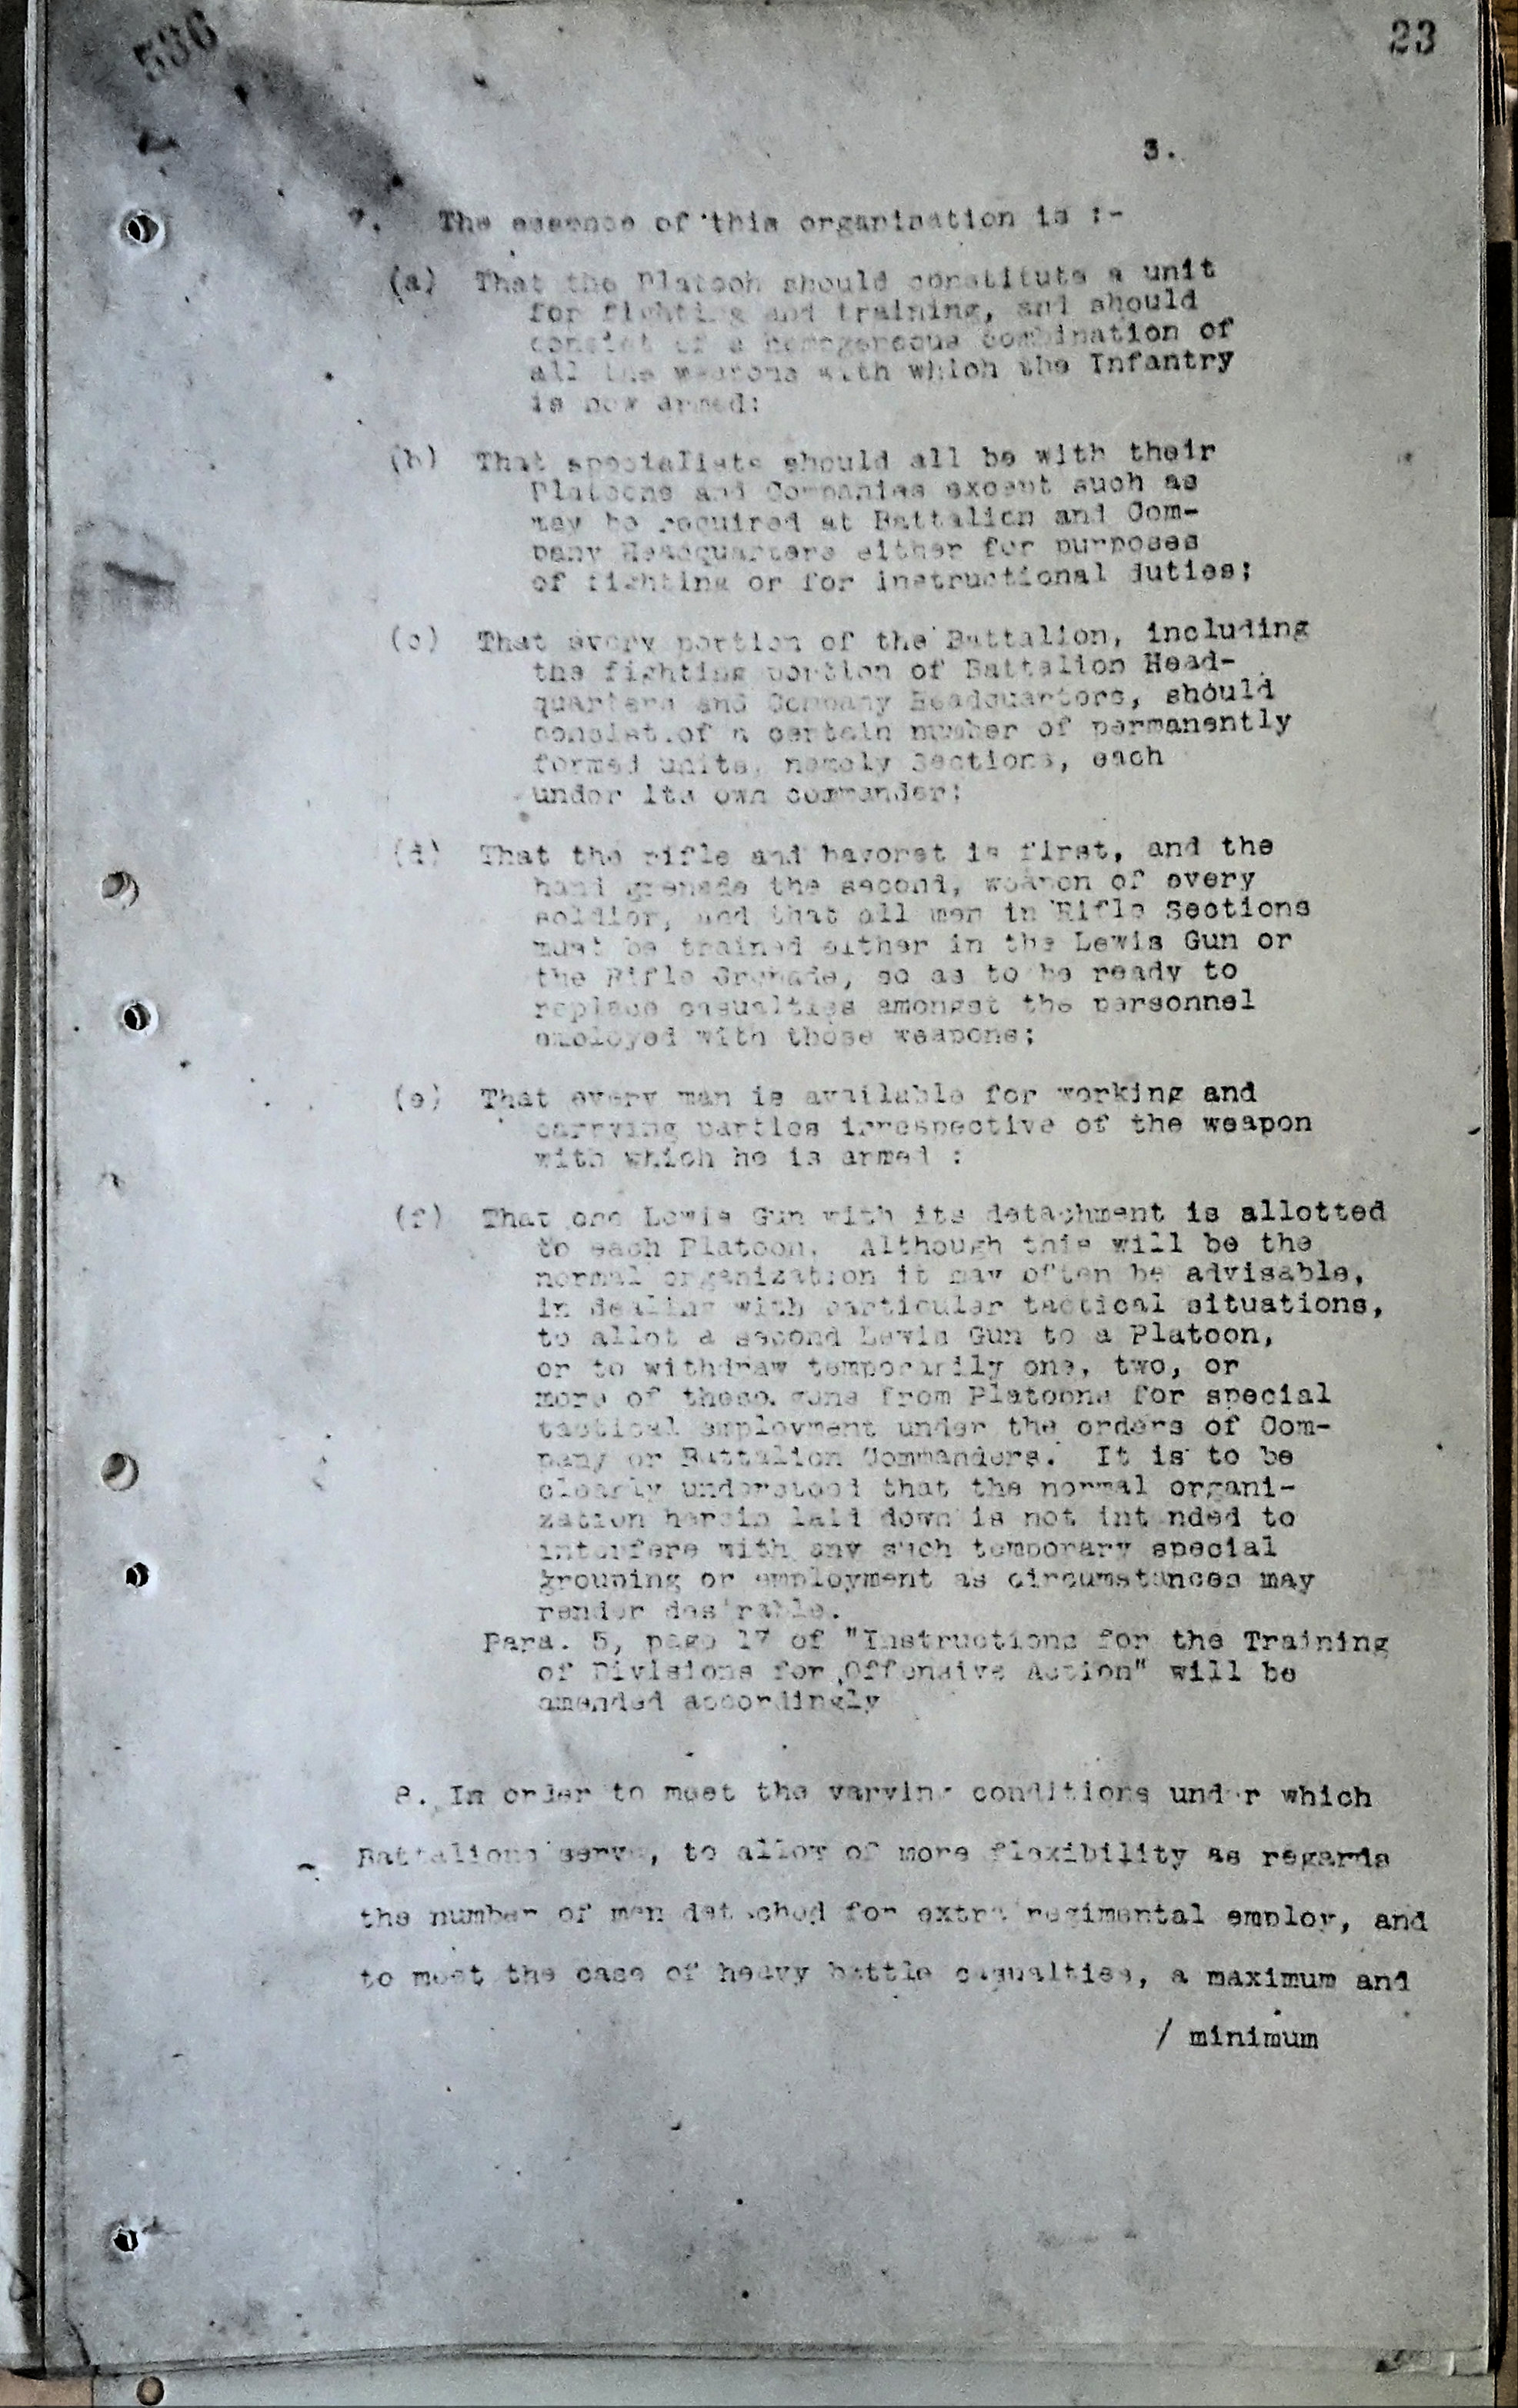 536
23
3.
7. The essence of this organisation is :-
(a) That the Platoon should constitute a unit
for fighting and training, and should
consist of a homogeneous combination of
all the weapons with which the Infantry
is now armed:
(b) That specialists should all be with their
Platoons and Companies except such as
may be required at Battalion and Com-
pany Headquarters either for purposes
of fighting or for instructional duties;
(c) That every portion of the Battalion, including
the fighting portion of Battalion Head-
quarters and Company Headquarters, should
consist of a certain number of permanently
formed units, namely Sections, each
under its own commander;
(d) That the rifle and bayonet is first, and the
hand grenade the second, weapon of every
soldier, and that all men in Rifle Sections
must be trained either in the Lewis Gun or
the Rifle Grenade, so as to be ready to
replace casualties amongst the personnel
employed with those weapons;
(e) That every man is available for working and
carrying parties irrespective of the weapon
with which he is armed :
(f) That one Lewis Gun with its detachment is allotted
to each Platoon. Although this will be the
normal organization it may often be advisable,
in dealing with particular tactical situations,
to allot a second Lewis Gun to a Platoon,
or to withdraw temporarily one, two, or
more of these guns from Platoons for special
tactical employment under the orders of Com-
pany or Battalion Commanders. It is to be
clearly understood that the normal organi-
zation herein laid down is not int nded to
interfere with any such temporary special
grouping or employment as circumstances may
render desirable.
Para. 5, page 17 of "Instructions for the Training
of Divisions for Offensive Action" will be
amended accordingly
8. In order to meet the varying conditions under which
Battalions serve, to allow of more flexibility as regards
the number of men detached for extra regimental employ, and
to meet the case of heavy battle casualties, a maximum and
/ minimum